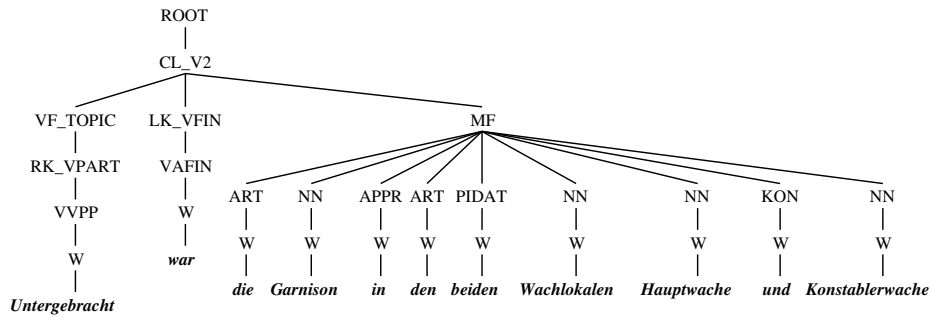 ROOT
CL_V2
VF_TOPIC LK_VFIN MF
RK_VPART VAFIN
ART NN APPR ART PIDAT NN NN KON NN
VVPP W
W W W W W W W W W
W
war
die Garnison in den beiden Wachlokalen Hauptwache und Konstablerwache
Untergebracht